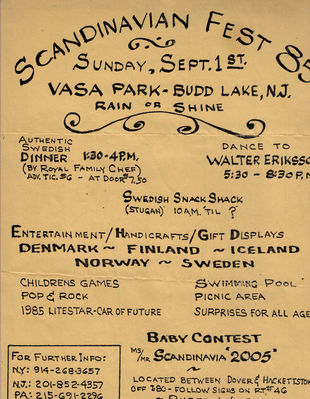 SCANDINAVIAN FEST 85
SUNDAY, SEPT. 1ST.
VASA PARK - BUDD LAKE, N.J.
RAIN OR SHINE
AUTHENTIC
SWEDISH
DINNER 1:30-4 P.M.
(BY ROYAL FAMILY CHEF)
ADV. TIC. $6 - AT DOOR $7.50
DANCE TO
WALTER ERIKSSO
5:30 - 8:30 P.M
SWEDISH SNACK SHACK
(STUGAN) 10 A.M. TIL ?
ENTERTAINMENT/HANDICRAFTS/GIFT DISPLAYS
DENMARK ~ FINLAND ~ ICELAND
NORWAY ~ SWEDEN
CHILDRENS GAMES
POP & ROCK
1985 LITESTAR-CAR OF FUTURE
SWIMMING POOL
PICNIC AREA
SURPRISES FOR ALL AGE
BABY CONTEST
MS/MR SCANDINAVIA "2005"
~
FOR FURTHER INFO:
N.Y: 914-268-3657
N.J: 201-852-4357
PA: 215-691-2296
LOCATED BETWEEN DOVER & HACKETTSTOW
OFF I80 - FOLLOW SIGNS ON RT# 46